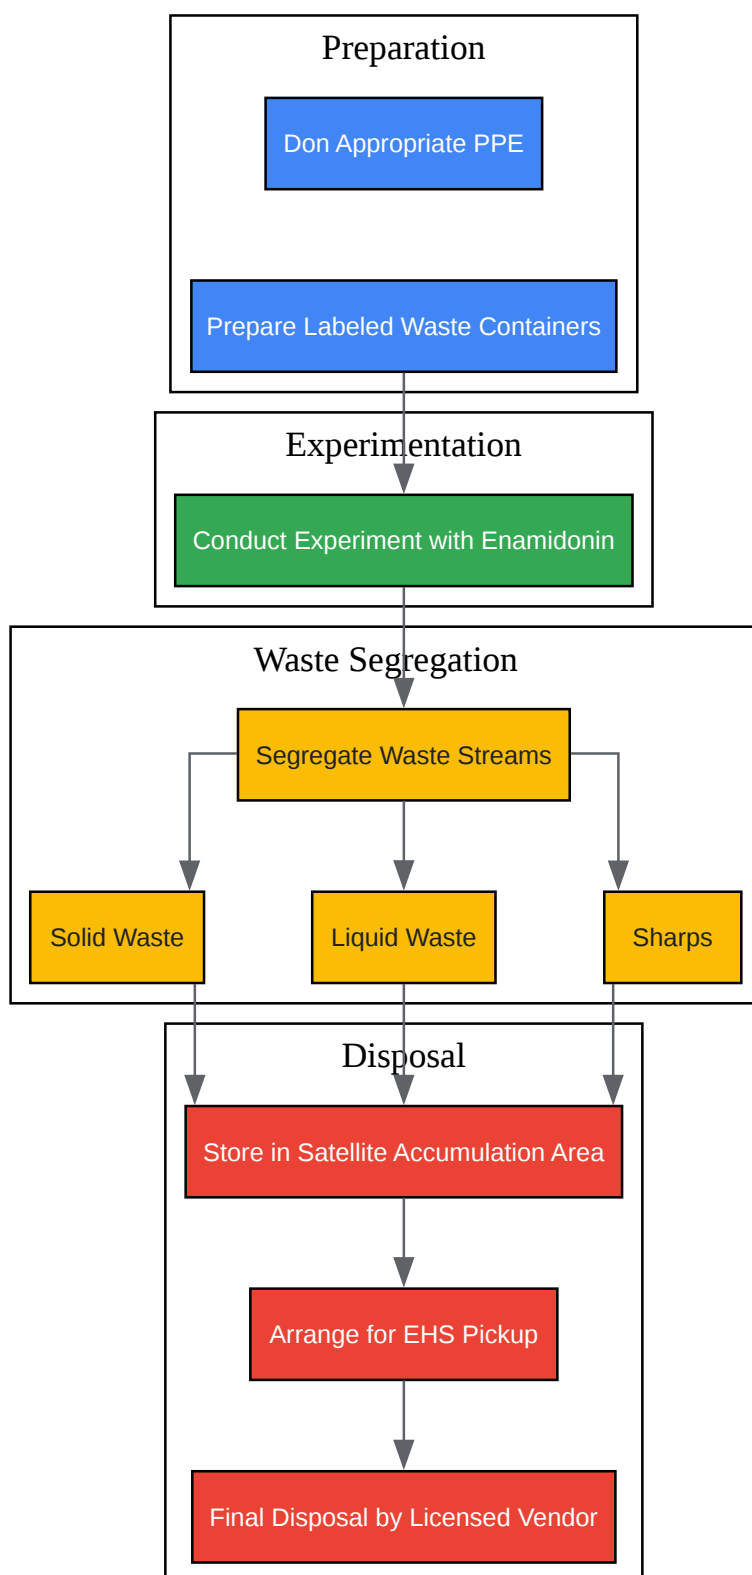 Preparation
Don Appropriate PPE
Prepare Labeled Waste Containers
Experimentation
Conduct Experiment with Enamidonin
Waste Segregation
Segregate Waste Streams
Solid Waste
Liquid Waste
Sharps
Disposal
Store in Satellite Accumulation Area
Arrange for EHS Pickup
Final Disposal by Licensed Vendor